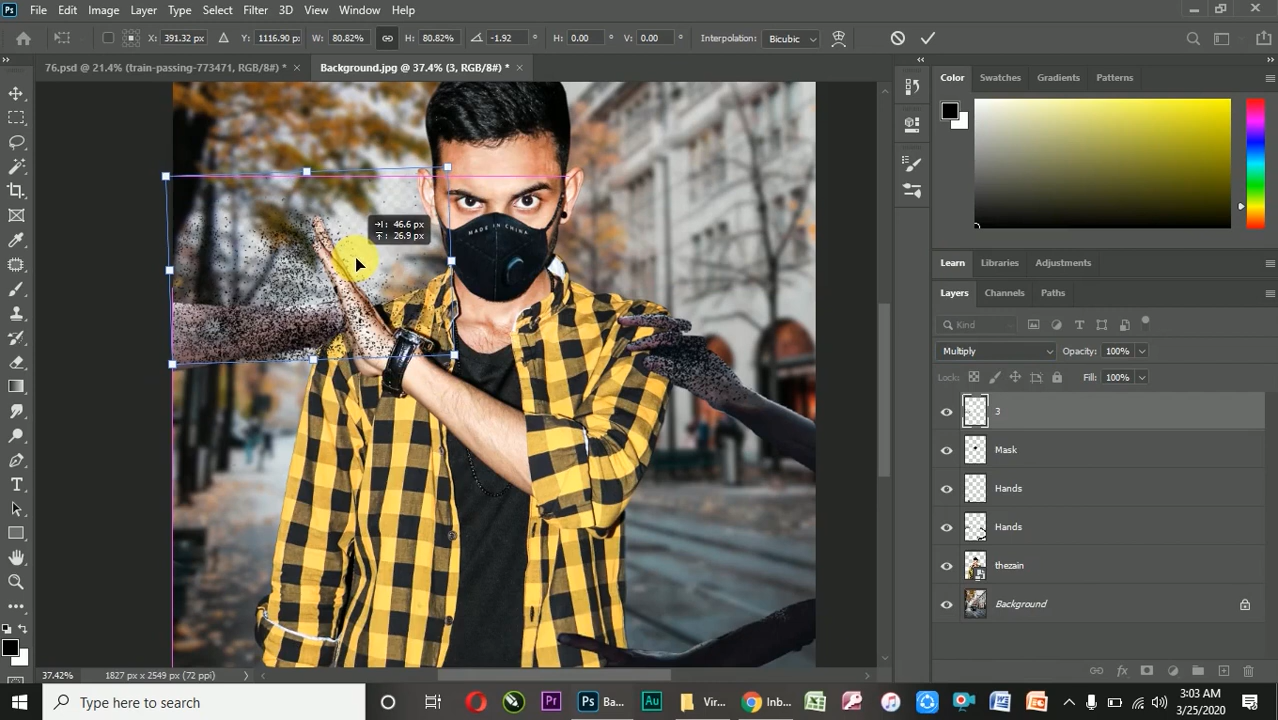 Ps File Edit Image Layer Type Select Filter 3D View Window Help
X: 391.32 px Y: 1116.90 px W: 80.82% H: 80.82% -1.92 ° H: 0.00 ° V: 0.00 ° Interpolation: Bicubic
76.psd @ 21.4% (train-passing-773471, RGB/8#) * × Background.jpg @ 37.4% (3, RGB/8#) * ×
Color Swatches Gradients Patterns
46.6 px
26.9 px
MADE IN CHINA
Learn Libraries Adjustments
Layers Channels Paths
Kind
Multiply Opacity: 100%
Lock: Fill: 100%
3
Mask
Hands
Hands
thezain
Background
37.42% 1827 px x 2549 px (72 ppi)
Type here to search
Pr Ps Ba... Au Vir... Inb...
3:03 AM
3/25/2020